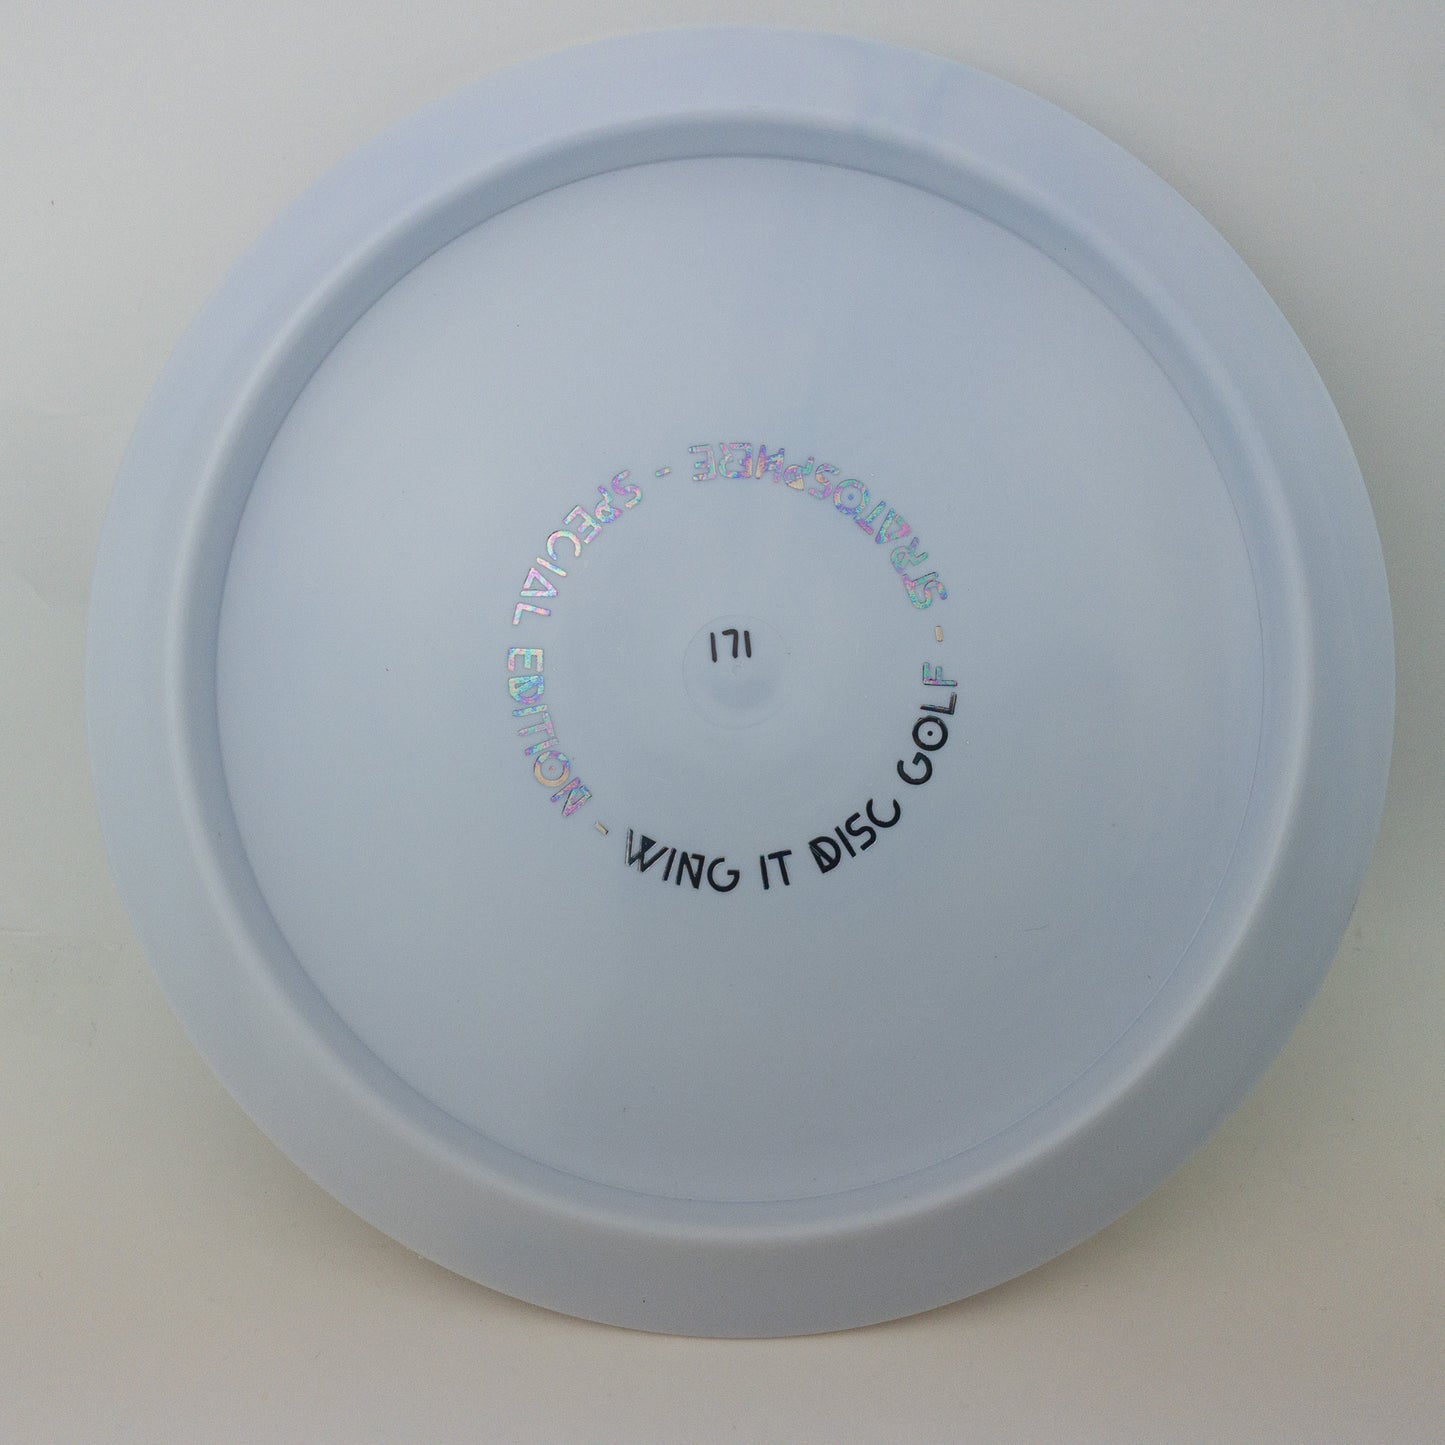 WING IT DISC GOLF - STRATOSPHERE - SPECIAL EDITION -
171